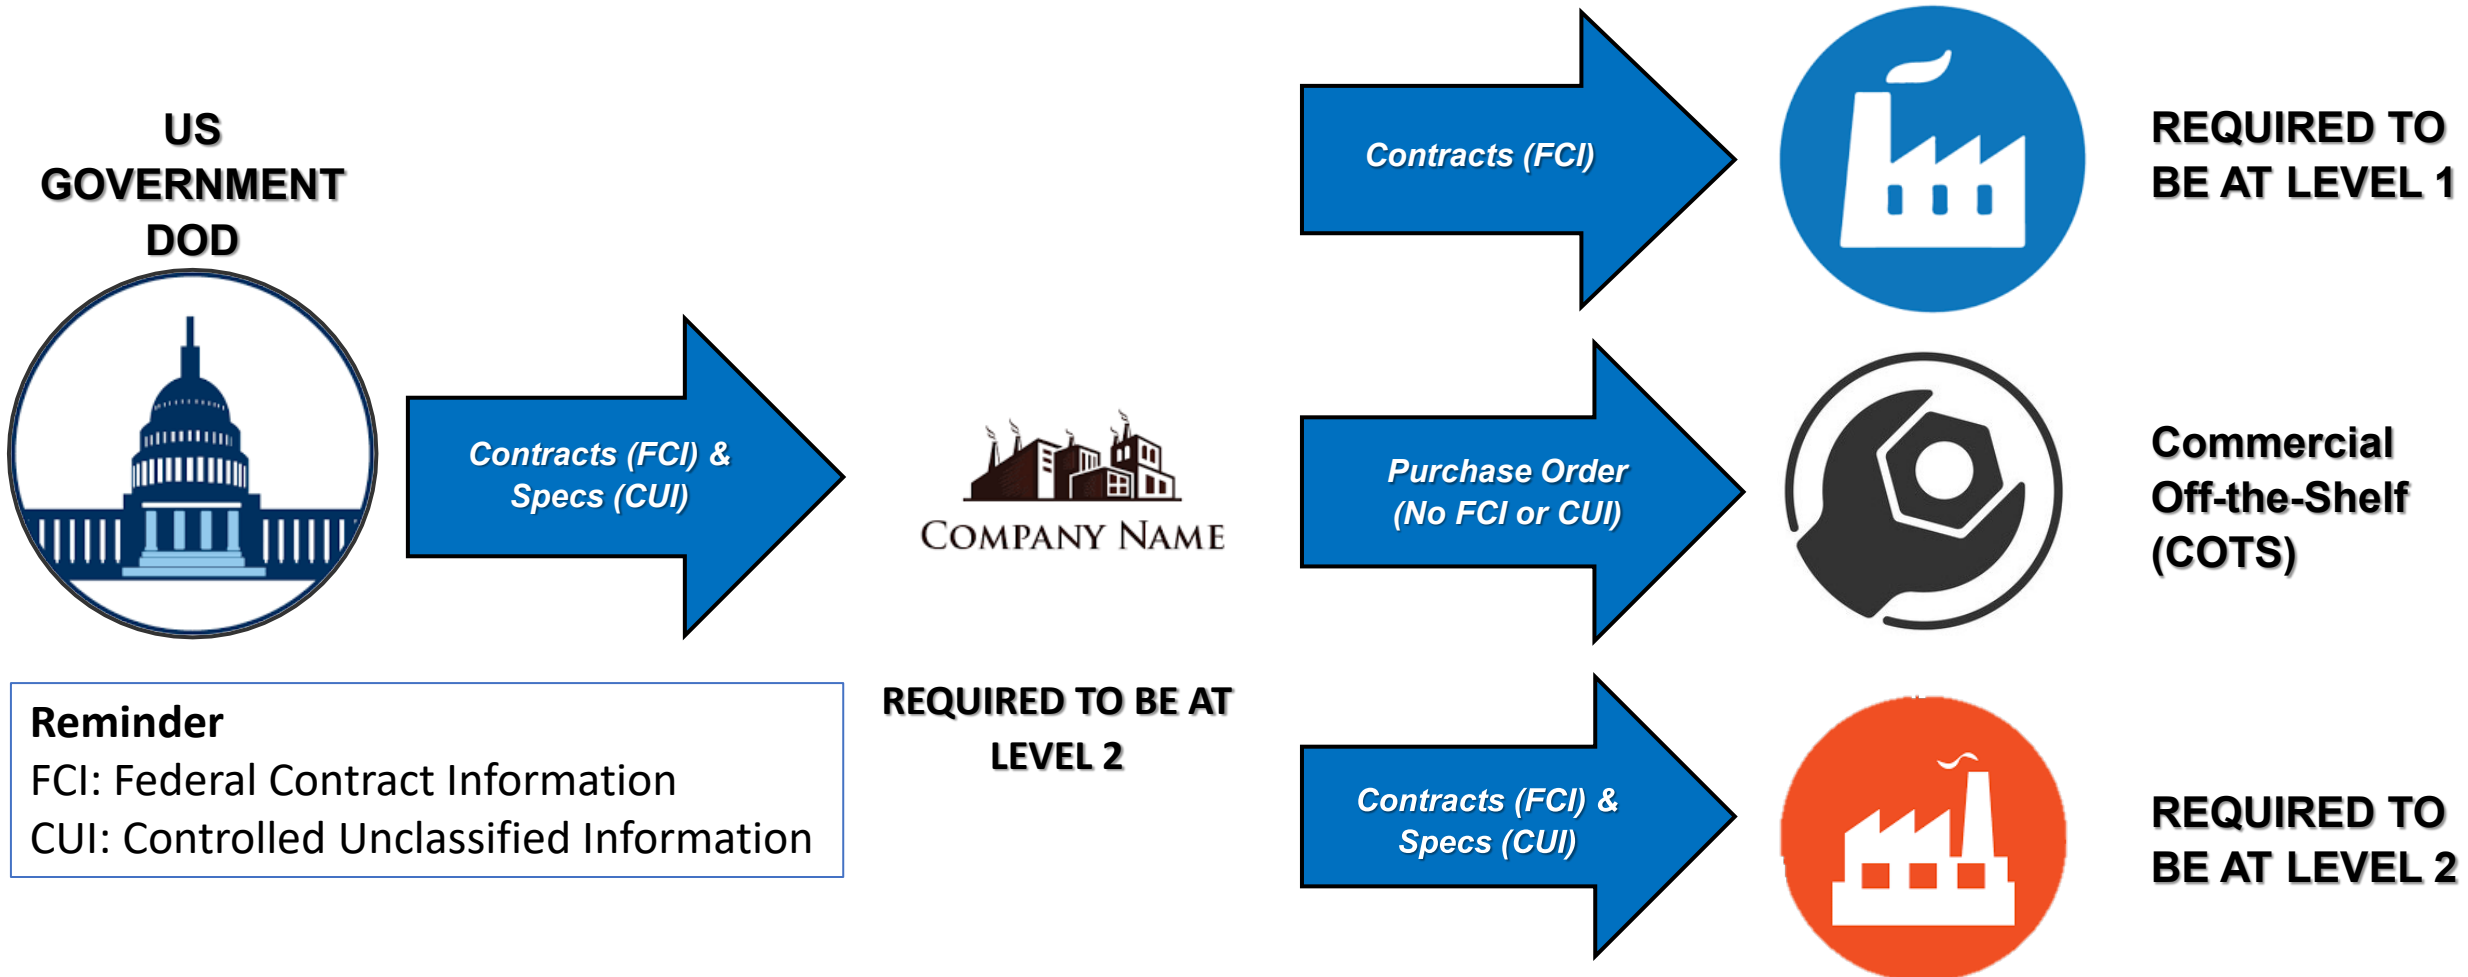 US
GOVERNMENT
DOD
Contracts (FCI) &
Specs (CUI)
COMPANY NAME
REQUIRED TO BE AT
LEVEL 2
Contracts (FCI)
REQUIRED TO
BE AT LEVEL 1
Purchase Order
(No FCI or CUI)
Commercial
Off-the-Shelf
(COTS)
Contracts (FCI) &
Specs (CUI)
REQUIRED TO
BE AT LEVEL 2
Reminder
FCI: Federal Contract Information
CUI: Controlled Unclassified Information